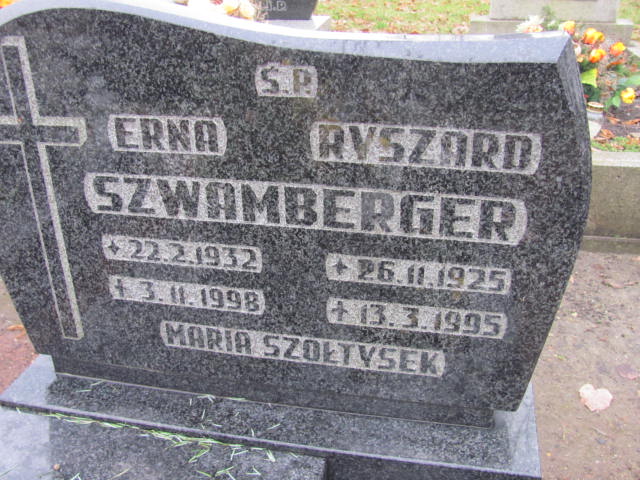 Ś.P.
ERNA RYSZARD
SZWAMBERGER
+ 22.2.1932 + 26.11.1925
+ 3.11.1998 + 13.3.1995
MARIA SZOŁTYSEK